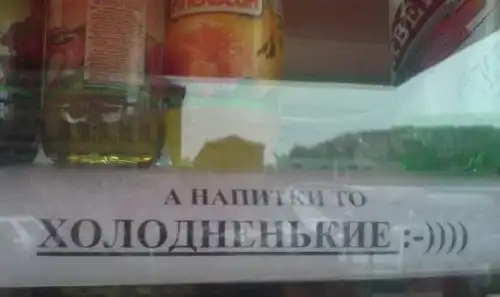 А НАПИТКИ ТО
ХОЛОДНЕНЬКИЕ :-))))